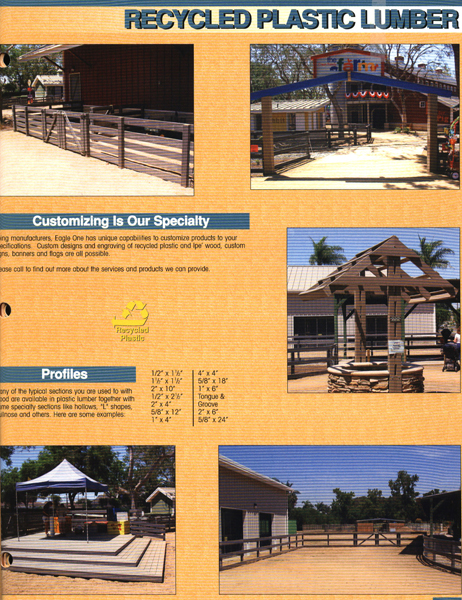 RECYCLED PLASTIC LUMBER
Customizing Is Our Specialty
ing manufacturers, Eagle One has unique capabilities to customize products to your
ecifications. Custom designs and engraving of recycled plastic and Ipe' wood, custom
gns, banners and flags are all possible.
ease call to find out more about the services and products we can provide.
Recycled
Plastic
Profiles
any of the typical sections you are used to with
ood are available in plastic lumber together with
me specialty sections like hollows, "L" shapes,
llnose and others. Here are some examples:
1/2" x 1½"
1½" x 1½"
2" x 10"
1/2" x 2½"
2" x 4"
5/8" x 12"
1" x 4"
4" x 4"
5/8" x 18"
1" x 6"
Tongue &
Groove
2" x 6"
5/8" x 24"